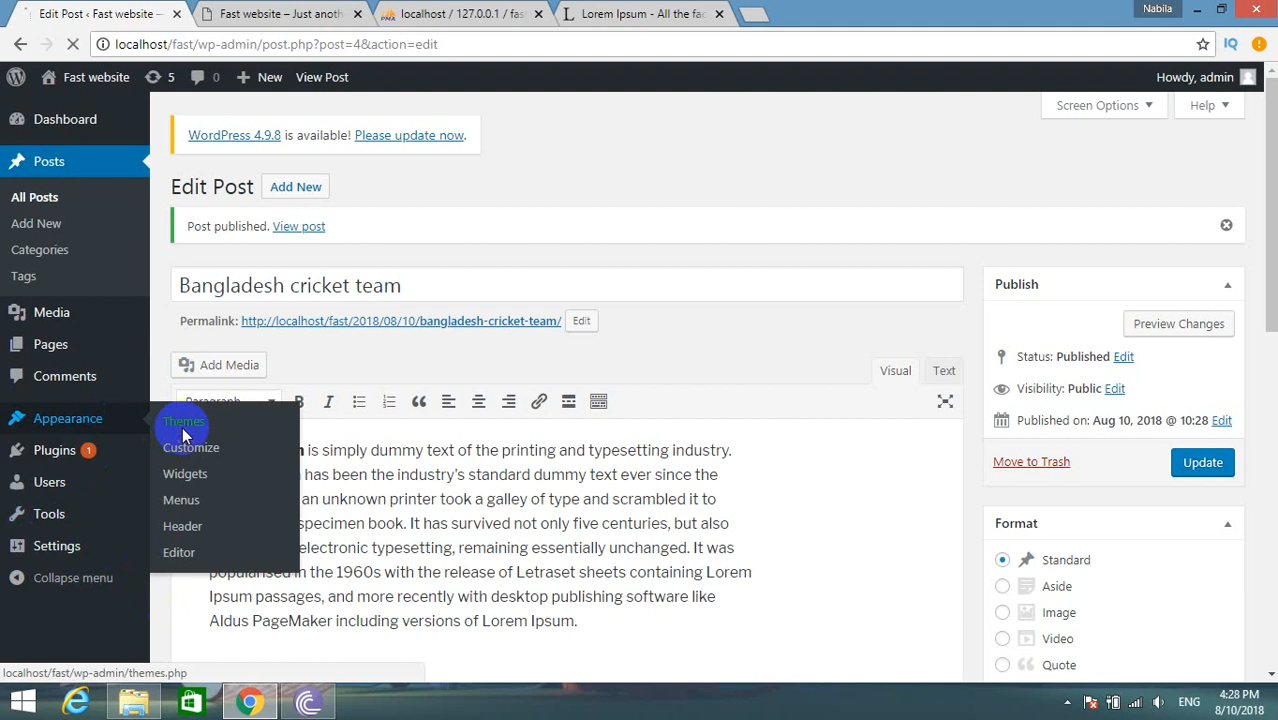 Edit Post ‹ Fast website
Fast website – Just anoth
localhost / 127.0.0.1 / fas
Lorem Ipsum - All the fac
Nabila
localhost/fast/wp-admin/post.php?post=4&action=edit
Fast website
5
0
New
View Post
Howdy, admin
Dashboard
Posts
All Posts
Add New
Categories
Tags
Media
Pages
Comments
Appearance
Plugins 1
Users
Tools
Settings
Collapse menu
Themes
Customize
Widgets
Menus
Header
Editor
Screen Options
Help
WordPress 4.9.8 is available! Please update now.
Edit Post
Add New
Post published. View post
Bangladesh cricket team
Permalink: http://localhost/fast/2018/08/10/bangladesh-cricket-team/ Edit
Add Media
Visual
Text
Paragraph
is simply dummy text of the printing and typesetting industry.
has been the industry's standard dummy text ever since the
an unknown printer took a galley of type and scrambled it to
specimen book. It has survived not only five centuries, but also
electronic typesetting, remaining essentially unchanged. It was
popularised in the 1960s with the release of Letraset sheets containing Lorem
Ipsum passages, and more recently with desktop publishing software like
Aldus PageMaker including versions of Lorem Ipsum.
Publish
Preview Changes
Status: Published Edit
Visibility: Public Edit
Published on: Aug 10, 2018 @ 10:28 Edit
Move to Trash
Update
Format
Standard
Aside
Image
Video
Quote
localhost/fast/wp-admin/themes.php
ENG
4:28 PM
8/10/2018